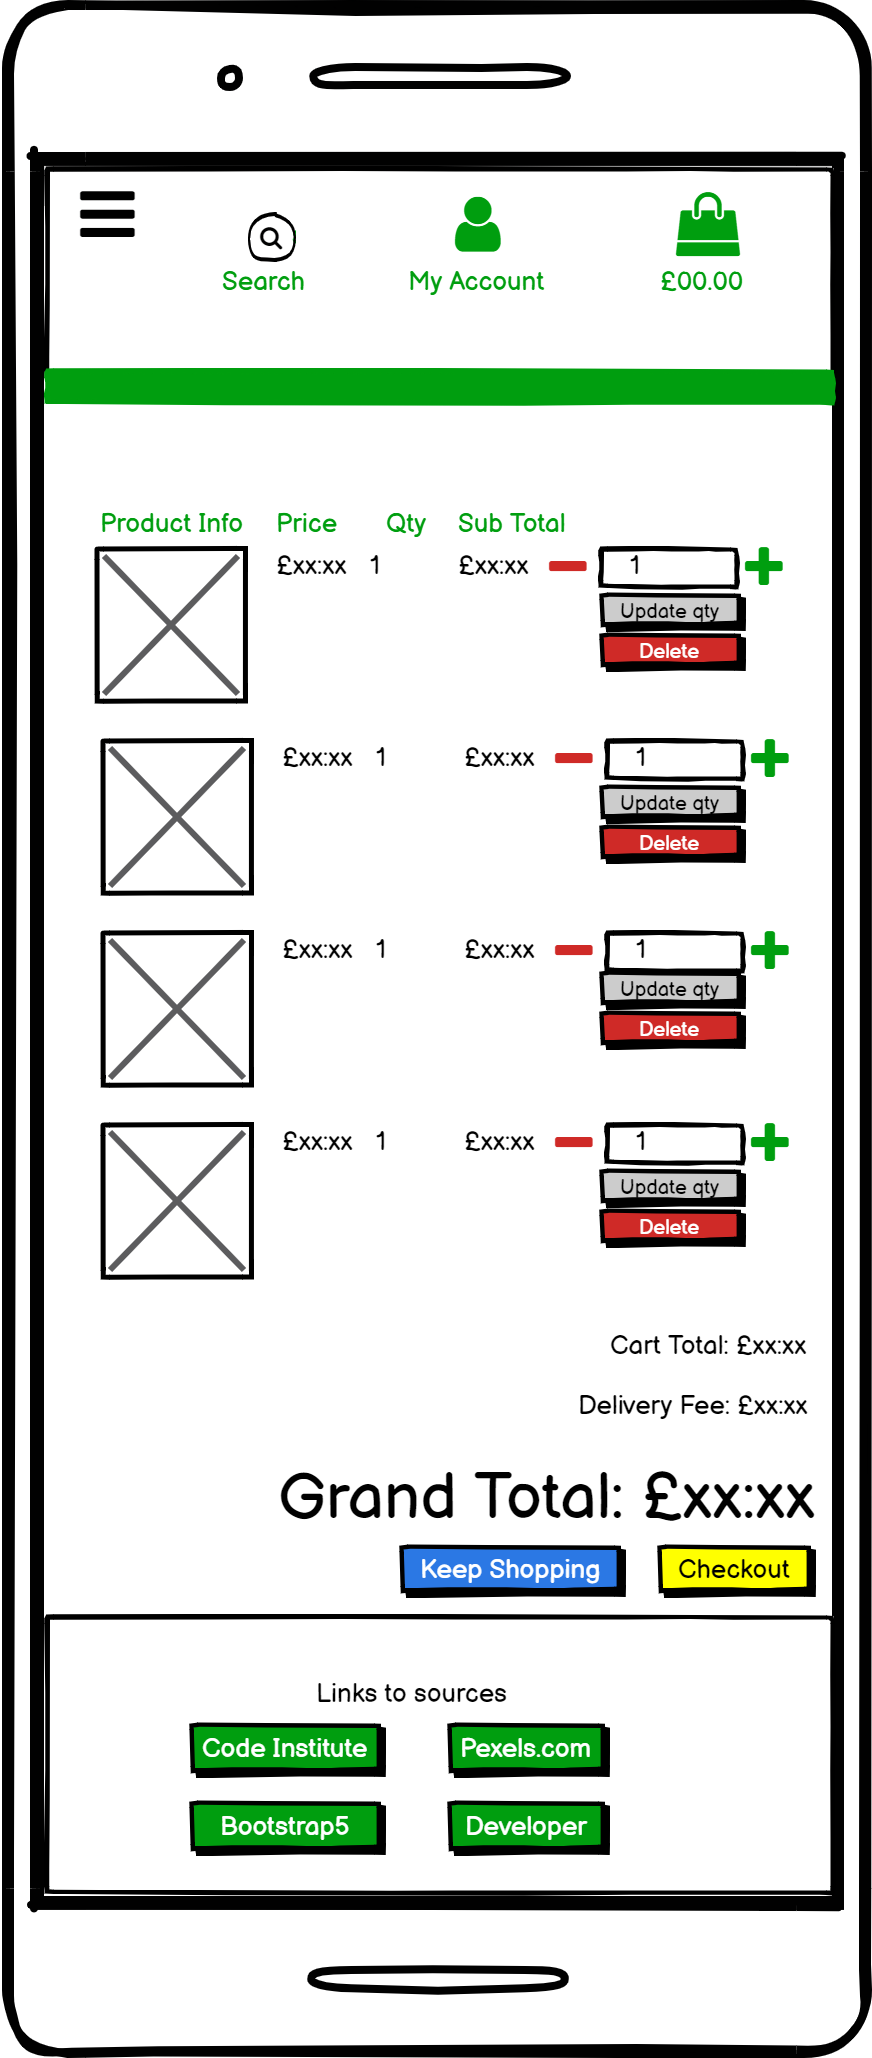 Search My Account £00.00
Product Info Price Qty Sub Total
£xx:xx 1 £xx:xx 1
Update qty
Delete
£xx:xx 1 £xx:xx 1
Update qty
Delete
£xx:xx 1 £xx:xx 1
Update qty
Delete
£xx:xx 1 £xx:xx 1
Update qty
Delete
Cart Total: £xx:xx
Delivery Fee: £xx:xx
Grand Total: £xx:xx
Keep Shopping Checkout
Links to sources
Code Institute Pexels.com
Bootstrap5 Developer